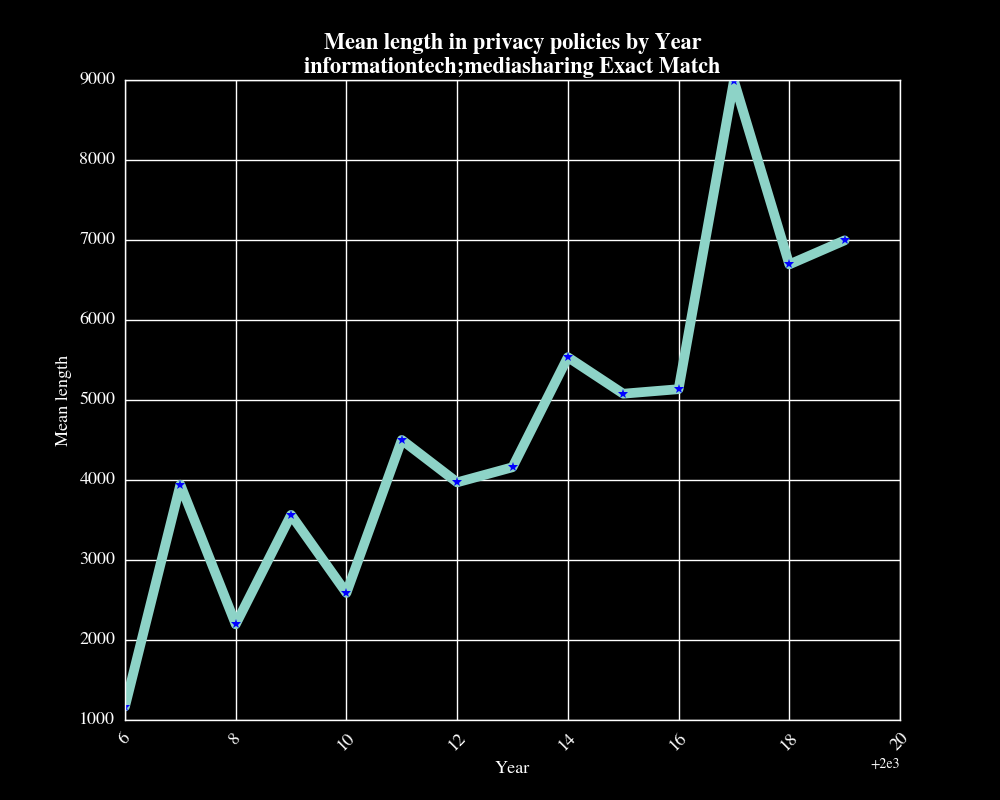 Mean length in privacy policies by Year
informationtech;mediasharing Exact Match
9000
8000
7000
6000
5000
4000
3000
2000
1000
Mean length
6 8 10 12 14 16 18 20
Year
+2e3